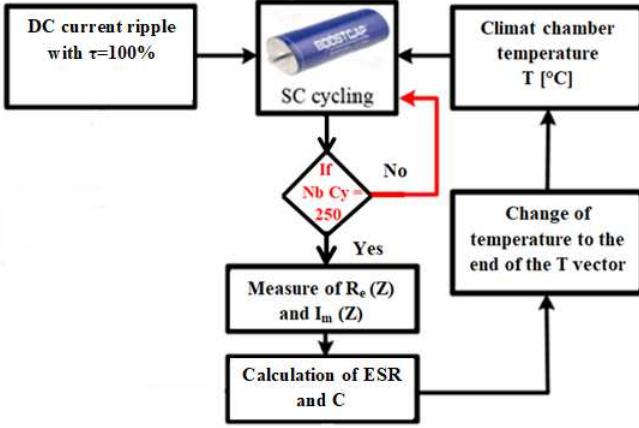 DC current ripple
with τ=100%
BOOSTCAP
SC cycling
Climat chamber
temperature
T [°C]
If
Nb Cy =
250
No
Yes
Change of
temperature to the
end of the T vector
Measure of Re (Z)
and Im (Z)
Calculation of ESR
and C